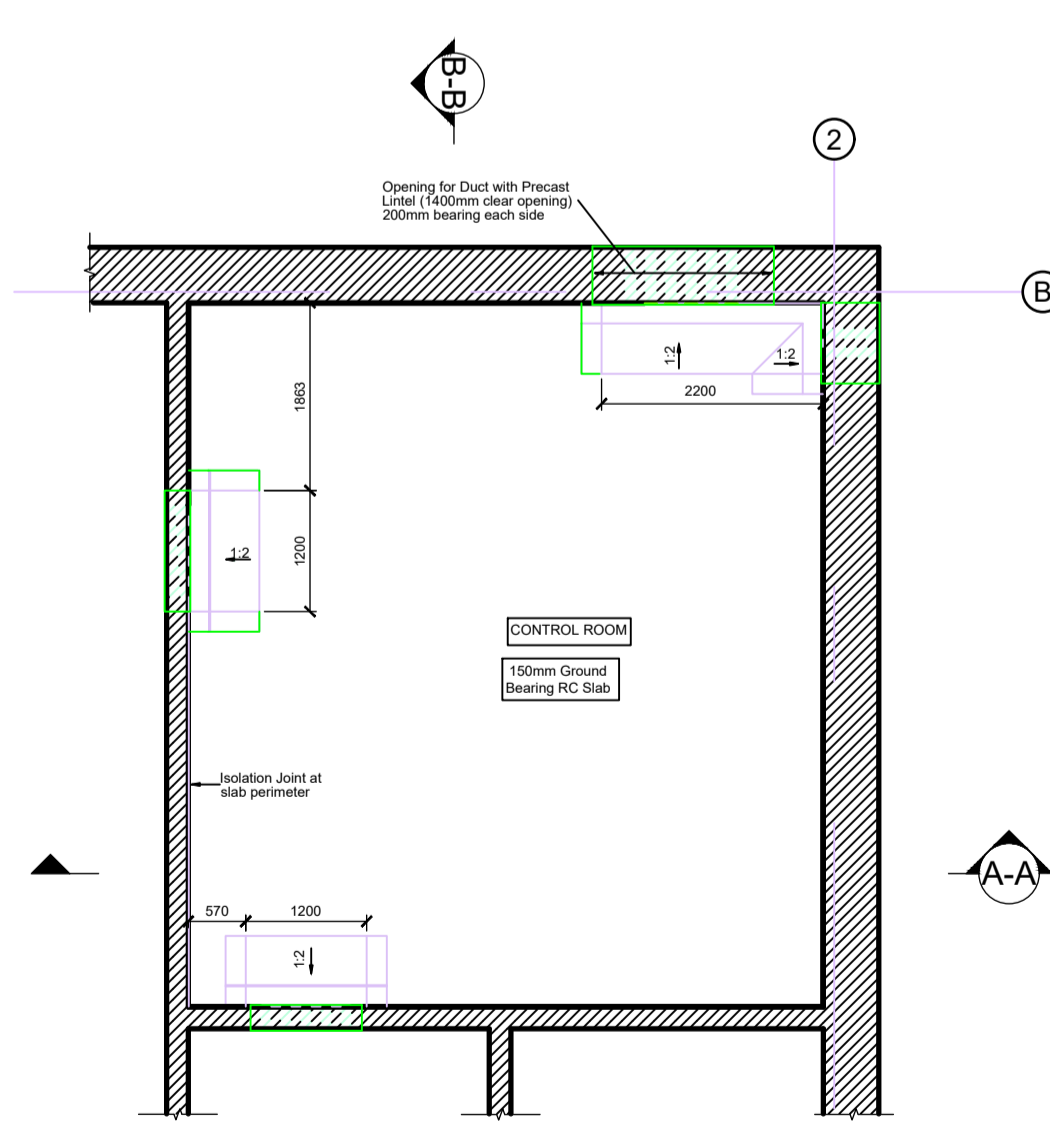 B-B
2
Opening for Duct with Precast
Lintel (1400mm clear opening)
200mm bearing each side
B
1:2
1:2
2200
1863
1:2
1200
CONTROL ROOM
150mm Ground
Bearing RC Slab
Isolation Joint at
slab perimeter
A-A
570
1200
1:2